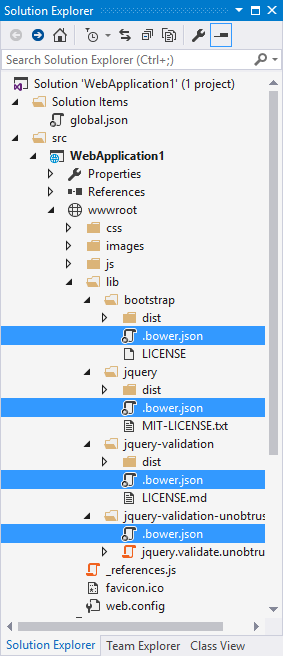 Solution Explorer
Search Solution Explorer (Ctrl+;)
Solution 'WebApplication1' (1 project)
Solution Items
global.json
src
WebApplication1
Properties
References
wwwroot
css
images
js
lib
bootstrap
dist
.bower.json
LICENSE
jquery
dist
.bower.json
MIT-LICENSE.txt
jquery-validation
dist
.bower.json
LICENSE.md
jquery-validation-unobtrus
.bower.json
jquery.validate.unobtru
_references.js
favicon.ico
web.config
Solution Explorer Team Explorer Class View